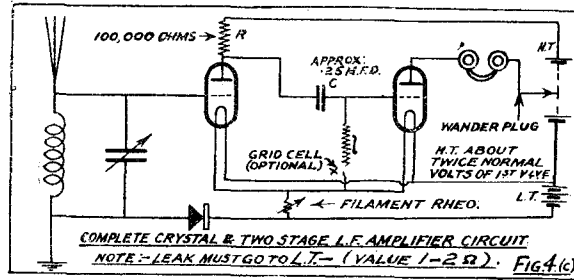 100,000 OHMS
R
APPROX:
.25 M.F.D.
C
P
H.T.
WANDER PLUG
H.T. ABOUT
TWICE NORMAL
VOLTS OF 1ST VLVE
GRID CELL
(OPTIONAL)
L.T.
FILAMENT RHEO.
COMPLETE CRYSTAL & TWO STAGE L.F. AMPLIFIER CIRCUIT
NOTE:- LEAK MUST GO TO L.T.- (VALUE 1-2 Ω). FIG.4.(C)